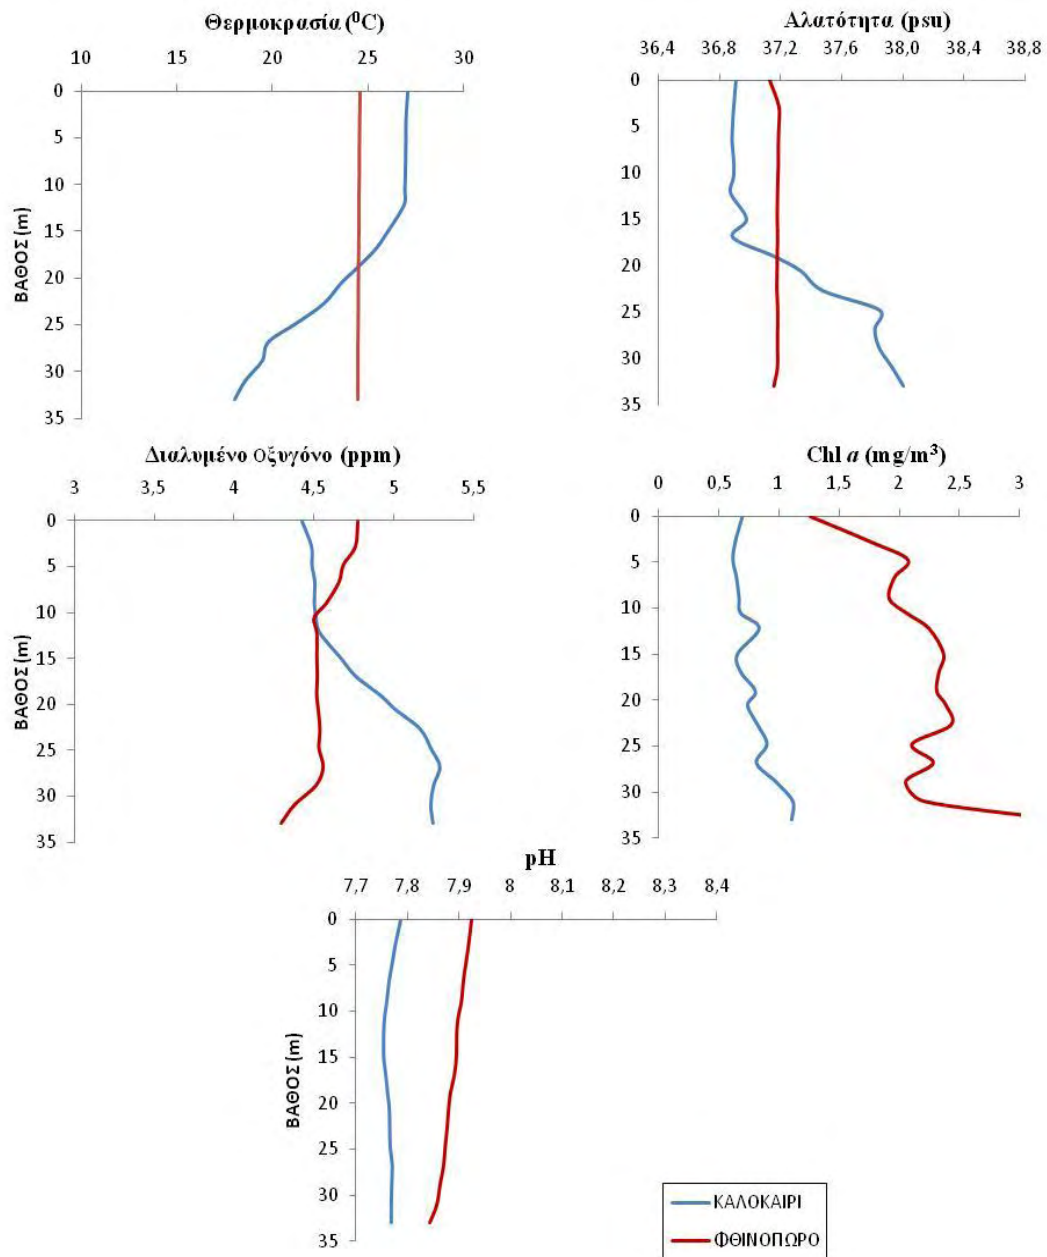 Θερμοκρασία (⁰C)
10 15 20 25 30
0
5
10
15
20
25
30
35
ΒΑΘΟΣ (m)
Αλατότητα (psu)
36,4 36,8 37,2 37,6 38,0 38,4 38,8
0
5
10
15
20
25
30
35
Διαλυμένο οξυγόνο (ppm)
3 3,5 4 4,5 5 5,5
0
5
10
15
20
25
30
35
ΒΑΘΟΣ (m)
Chl a (mg/m³)
0 0,5 1 1,5 2 2,5 3
0
5
10
15
20
25
30
35
pH
7,7 7,8 7,9 8 8,1 8,2 8,3 8,4
0
5
10
15
20
25
30
35
ΒΑΘΟΣ (m)
ΚΑΛΟΚΑΙΡΙ
ΦΘΙΝΟΠΩΡΟ